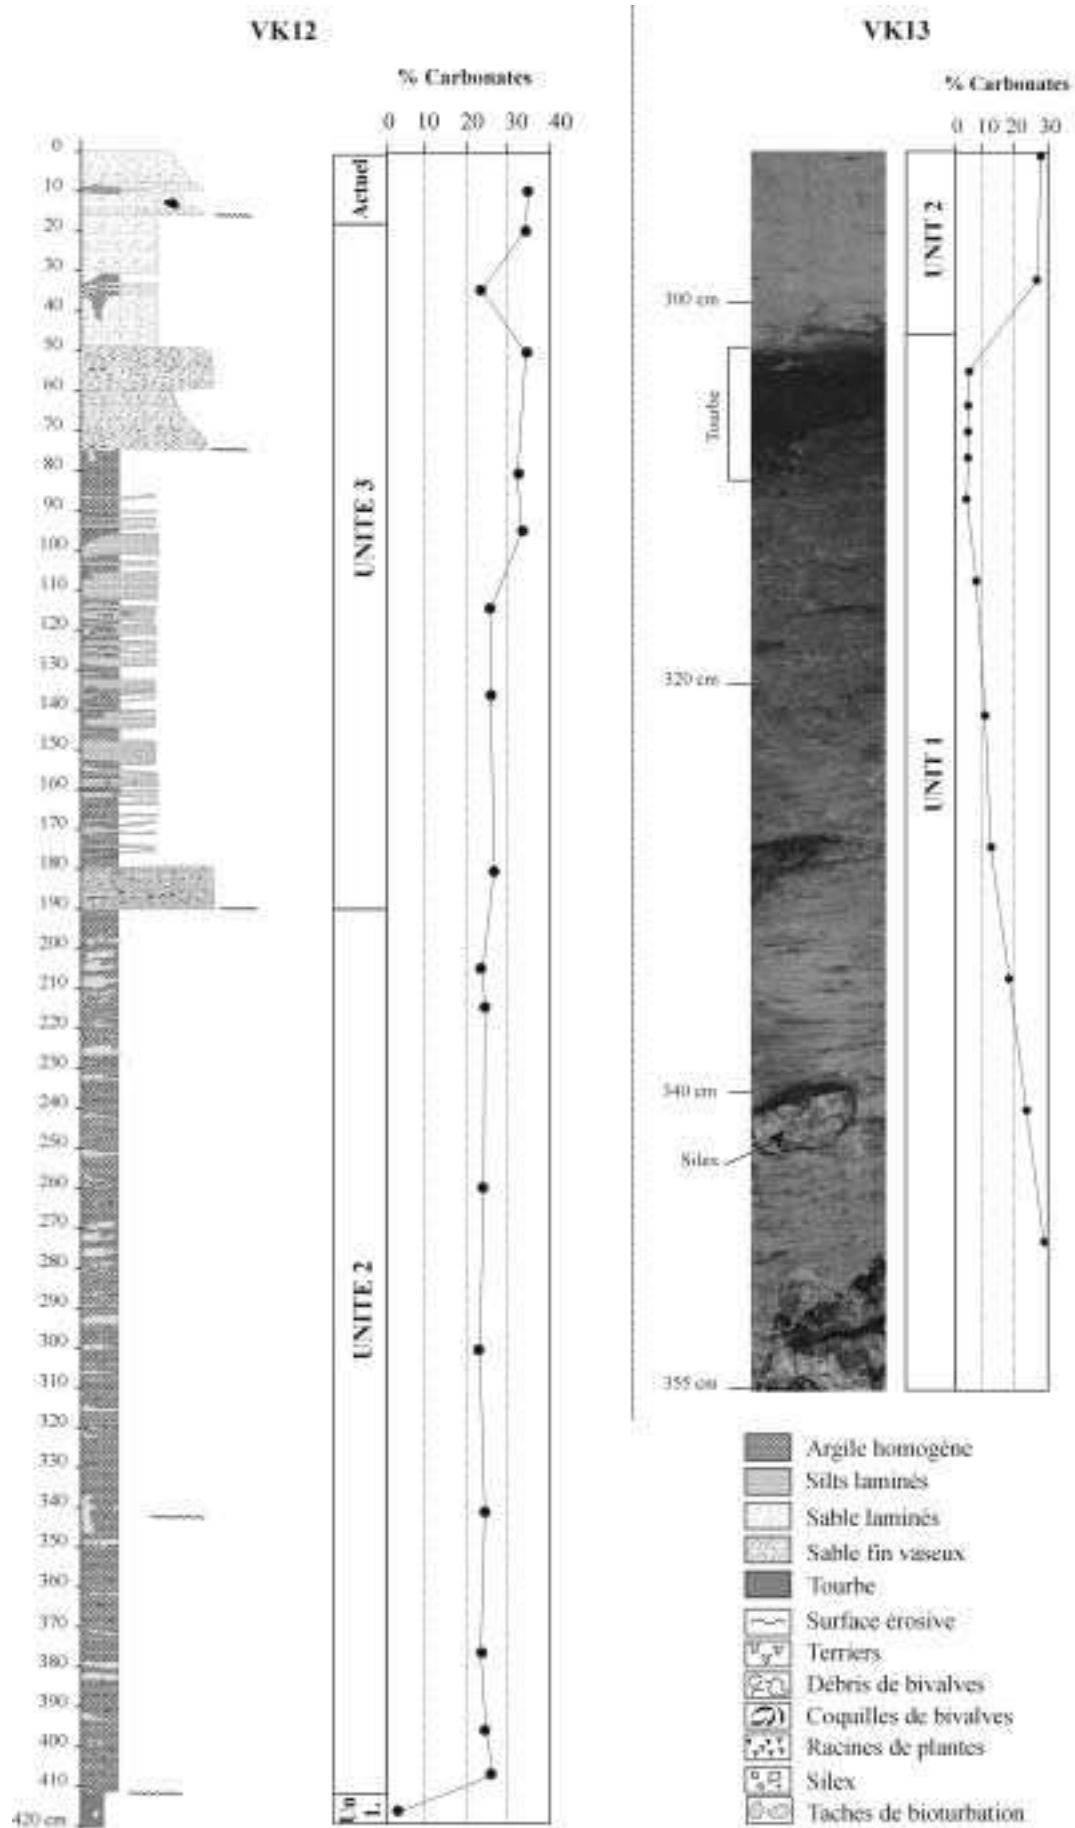 VK12
% Carbonates
0 10 20 30 40
0
10
20
30
40
50
60
70
80
90
100
110
120
130
140
150
160
170
180
190
200
210
220
230
240
250
260
270
280
290
300
310
320
330
340
350
360
370
380
390
400
410
420 cm
Actuel
UNITE 3
UNITE 2
Un
1.
VK13
% Carbonates
0 10 20 30
300 cm
Tourbe
320 cm
340 cm
Silex
355 cm
UNIT 2
UNIT 1
Argile homogène
Silts laminés
Sable laminés
Sable fin vaseux
Tourbe
Surface érosive
Terriers
Débris de bivalves
Coquilles de bivalves
Racines de plantes
Silex
Taches de bioturbation